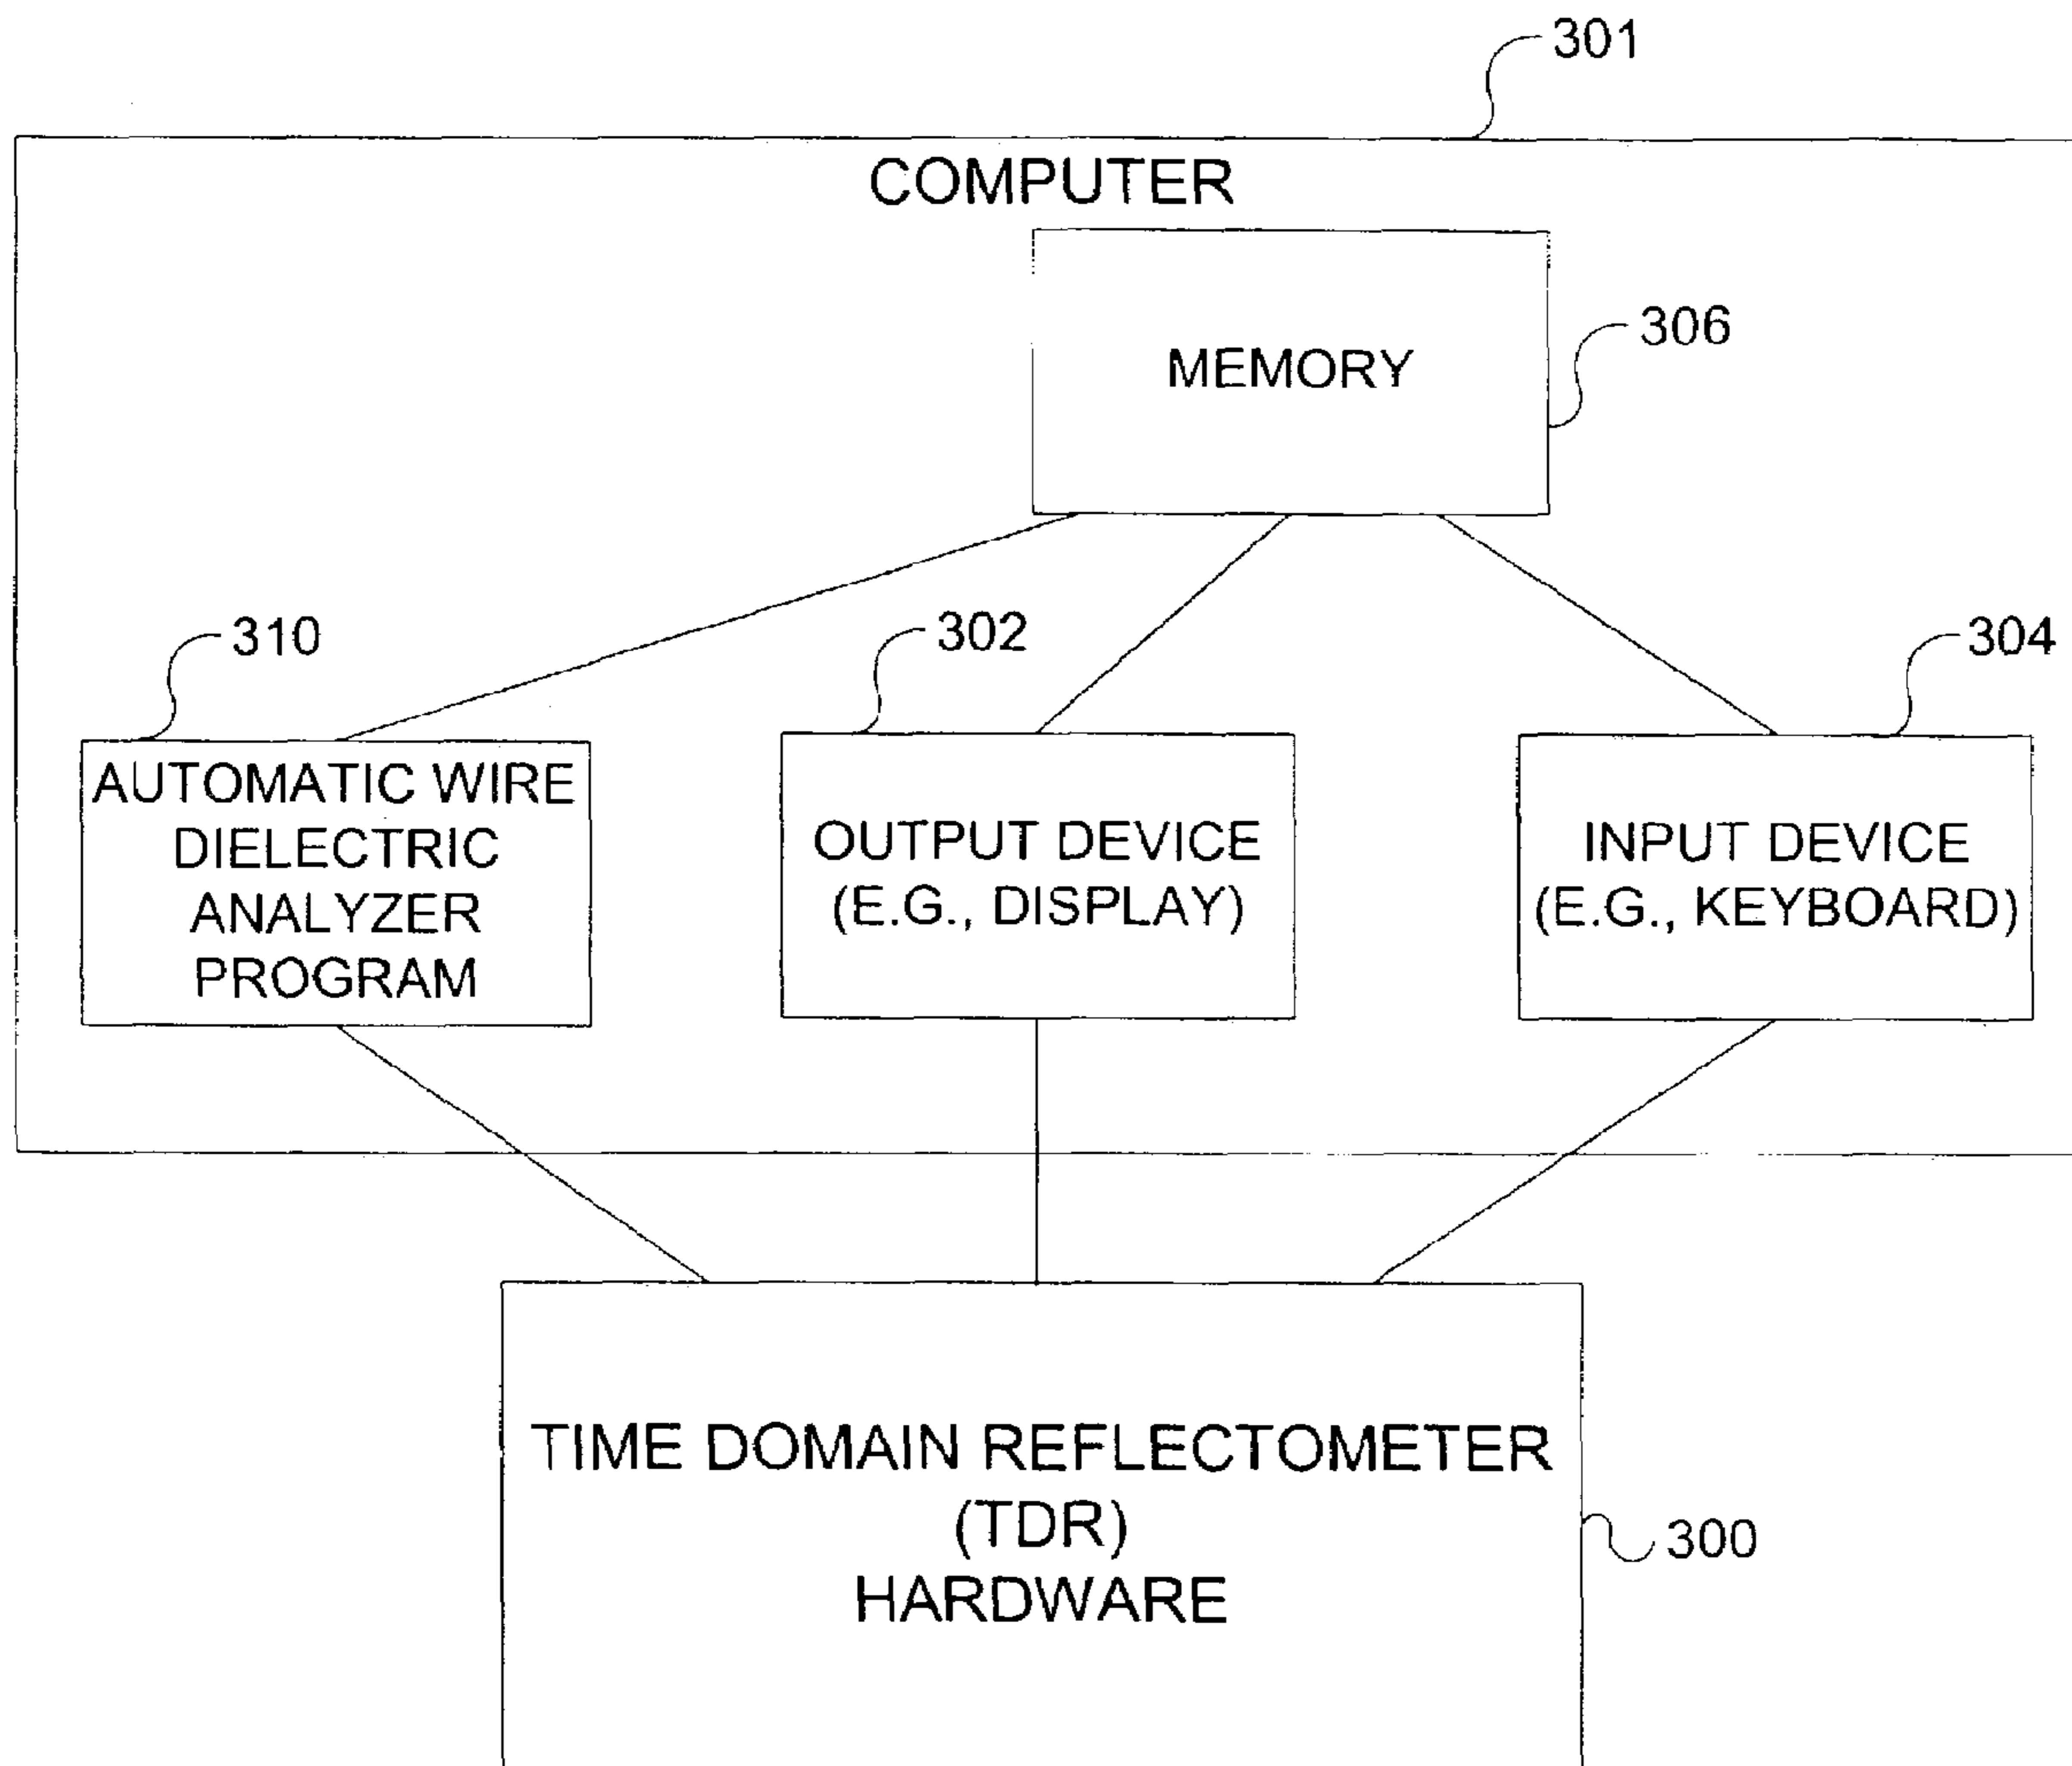 301
COMPUTER
MEMORY
306
310
302
304
AUTOMATIC WIRE
DIELECTRIC
ANALYZER
PROGRAM
OUTPUT DEVICE
(E.G., DISPLAY)
INPUT DEVICE
(E.G., KEYBOARD)
TIME DOMAIN REFLECTOMETER
(TDR)
HARDWARE
300